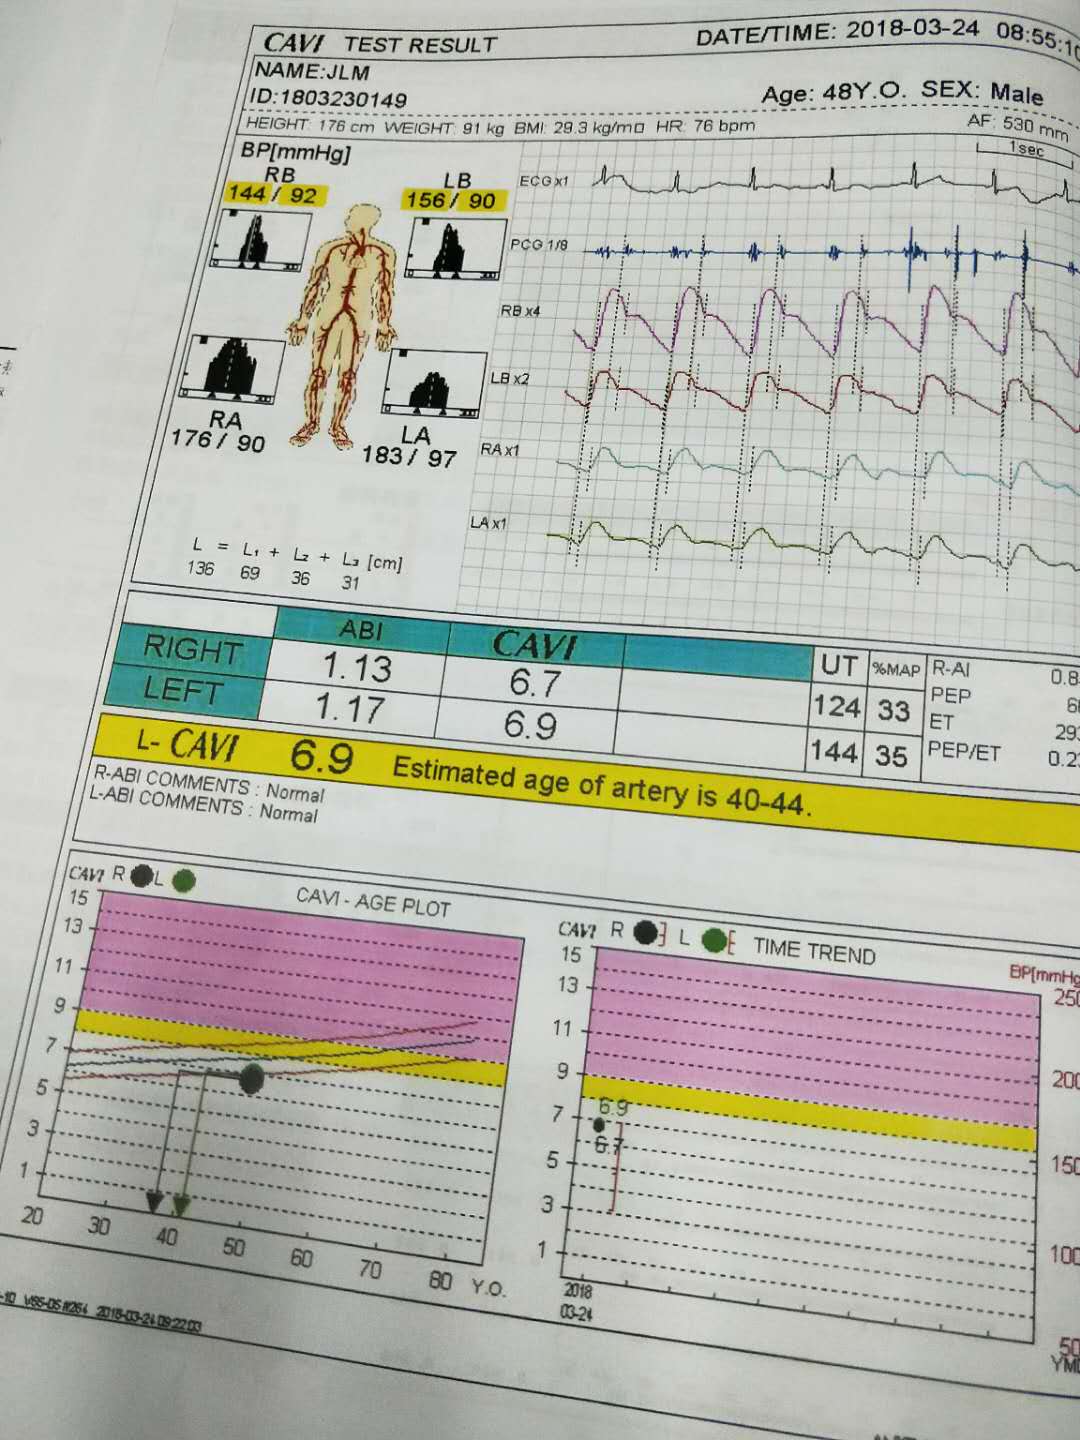 CAVI TEST RESULT
DATE/TIME: 2018-03-24 08:55:10
NAME:JLM
ID:1803230149
Age: 48Y.O. SEX: Male
HEIGHT: 176 cm WEIGHT: 91 kg BMI: 29.3 kg/m□ HR: 76 bpm
AF: 530 mm
1sec
BP[mmHg]
RB
144 / 92
LB
156 / 90
RA
176 / 90
LA
183 / 97
ECG x1
PCG 1/8
RB x4
LB x2
RA x1
LA x1
L = L₁ + L₂ + L₃ [cm]
136 69 36 31
ABI CAVI
RIGHT 1.13 6.7
LEFT 1.17 6.9
UT %MAP
124 33
144 35
R-AI 0.8
PEP
ET 293
PEP/ET 0.2
L- CAVI 6.9 Estimated age of artery is 40-44.
R-ABI COMMENTS : Normal
L-ABI COMMENTS : Normal
CAVI R L
CAVI - AGE PLOT
15
13
11
9
7
5
3
1
20 30 40 50 60 70 80 Y.O.
CAVI R L TIME TREND
BP[mmHg
15
13
11
9
7
5
3
1
6.9
6.7
250
200
150
100
50
2018
03-24
2018-03-24 09:22:03